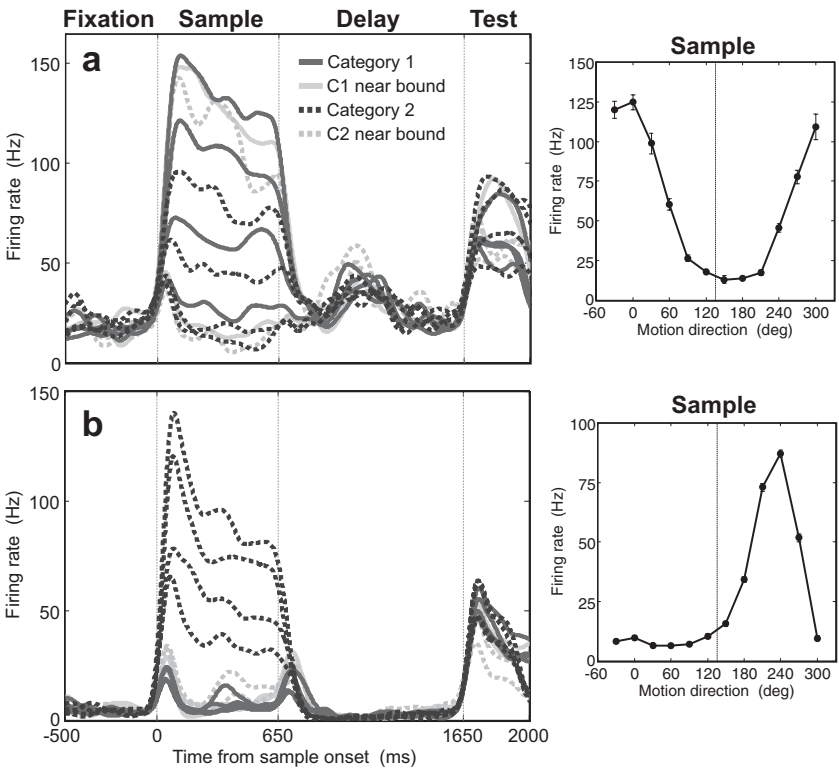 Fixation Sample Delay Test
a
Category 1
C1 near bound
Category 2
C2 near bound
Firing rate (Hz)
150
100
50
0
Sample
Firing rate (Hz)
150
125
100
75
50
25
0
-60 0 60 120 180 240 300
Motion direction (deg)
b
Firing rate (Hz)
150
100
50
0
-500 0 650 1650 2000
Time from sample onset (ms)
Sample
Firing rate (Hz)
100
75
50
25
0
-60 0 60 120 180 240 300
Motion direction (deg)